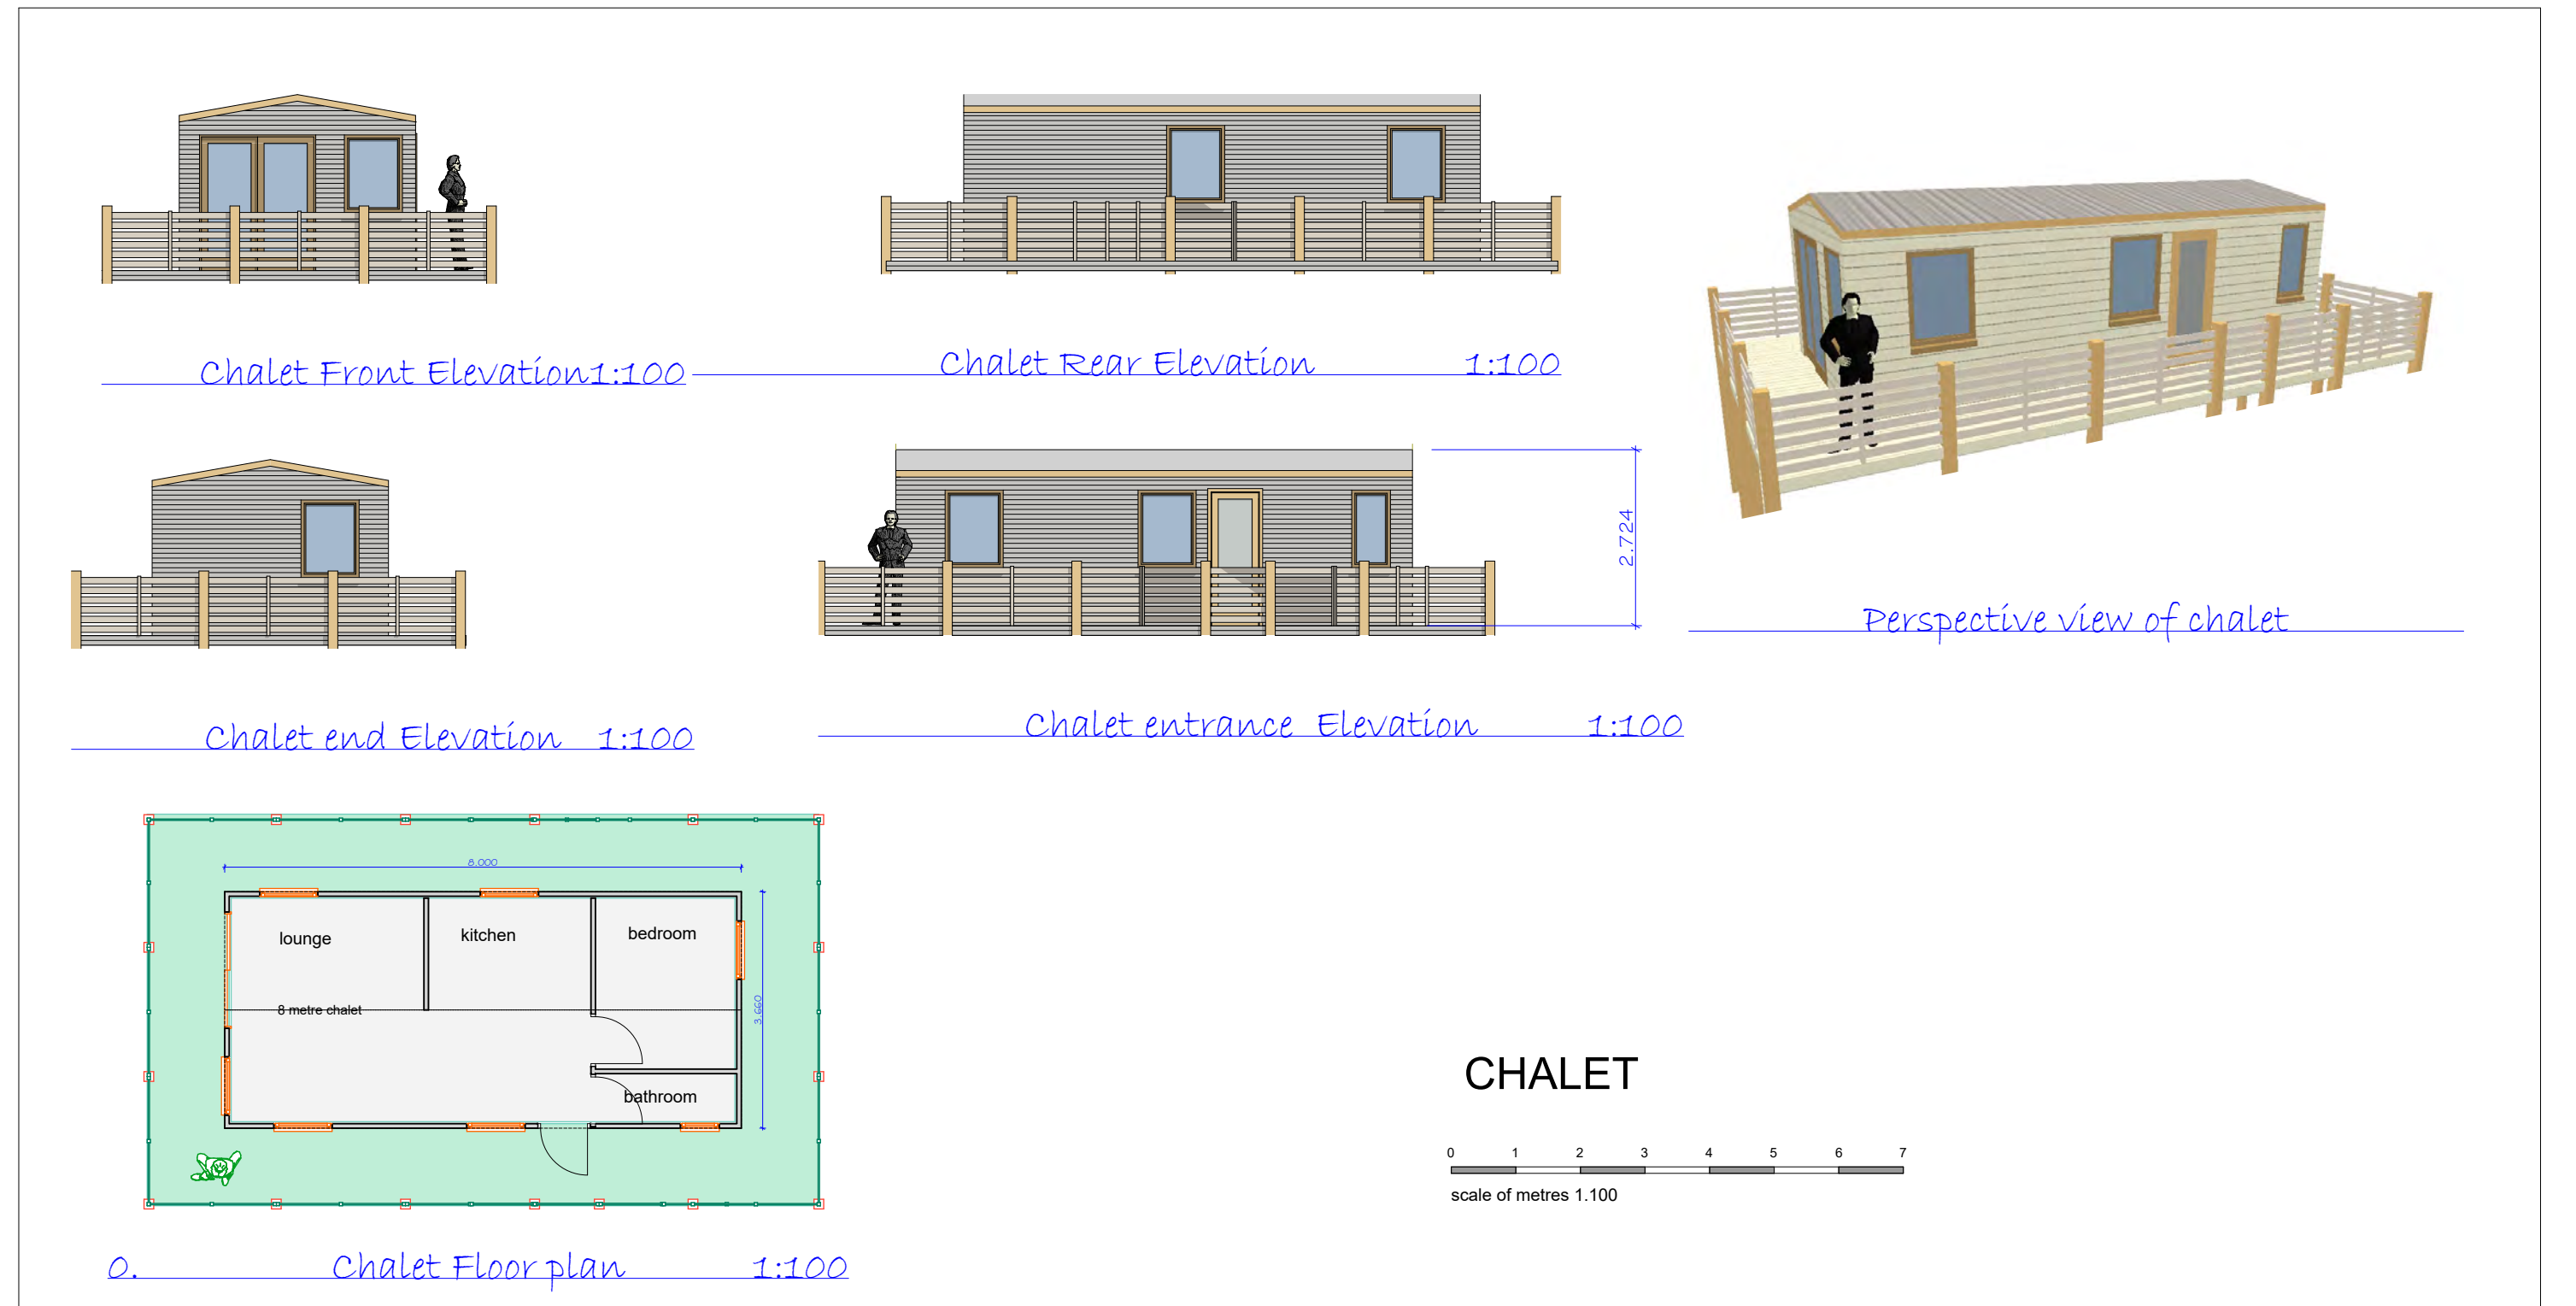 Chalet Front Elevation1:100
Chalet Rear Elevation 1:100
2.724
Perspective view of chalet
Chalet end Elevation 1:100
Chalet entrance Elevation 1:100
8.000
lounge
kitchen
bedroom
8 metre chalet
3.660
bathroom
CHALET
0 1 2 3 4 5 6 7
scale of metres 1.100
0. Chalet Floor plan 1:100